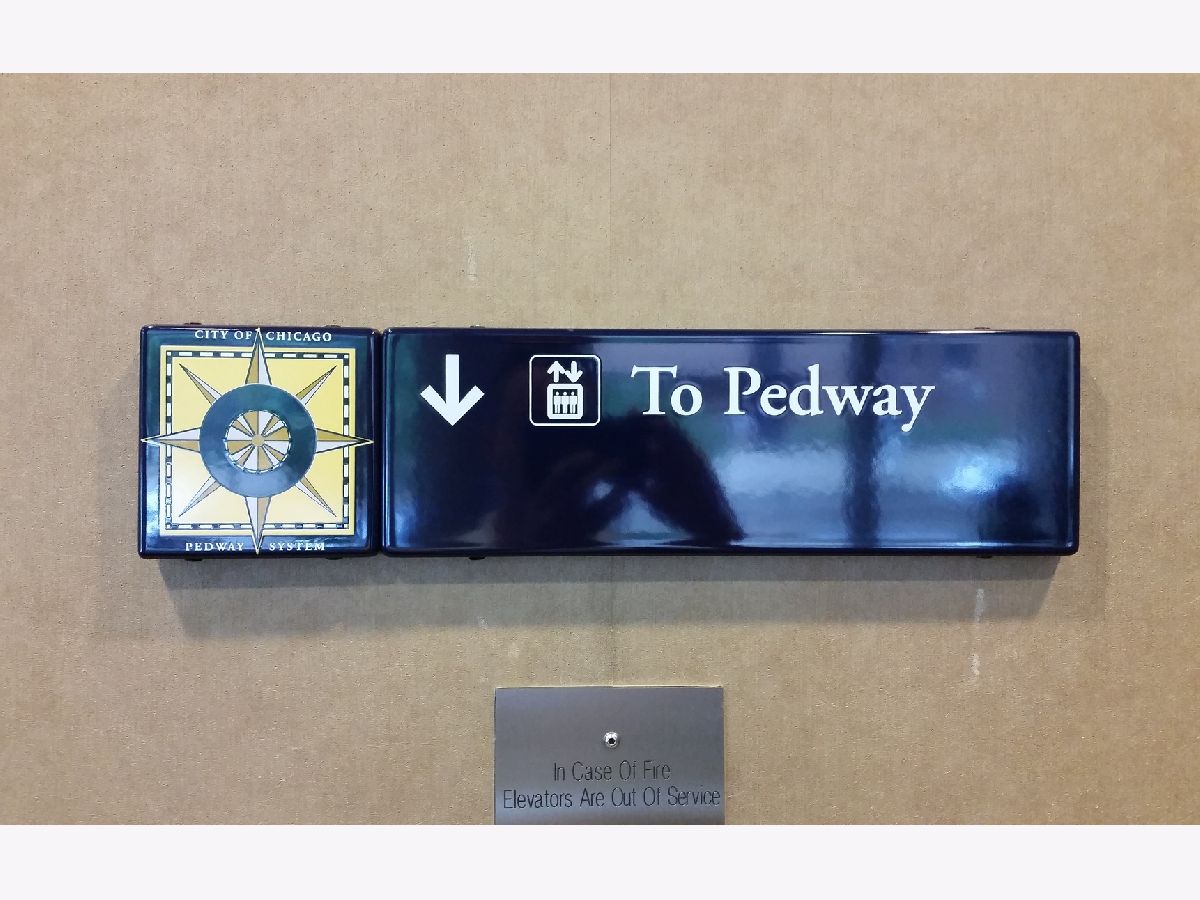 CITY OF CHICAGO
PEDWAY SYSTEM
To Pedway
In Case Of Fire
Elevators Are Out Of Service